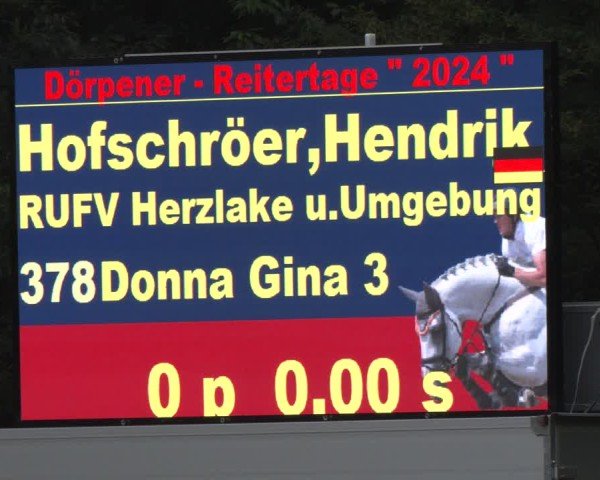 Dörpener - Reitertage " 2024 "
Hofschröer,Hendrik
RUFV Herzlake u.Umgebung
378 Donna Gina 3
0 p 0.00 s